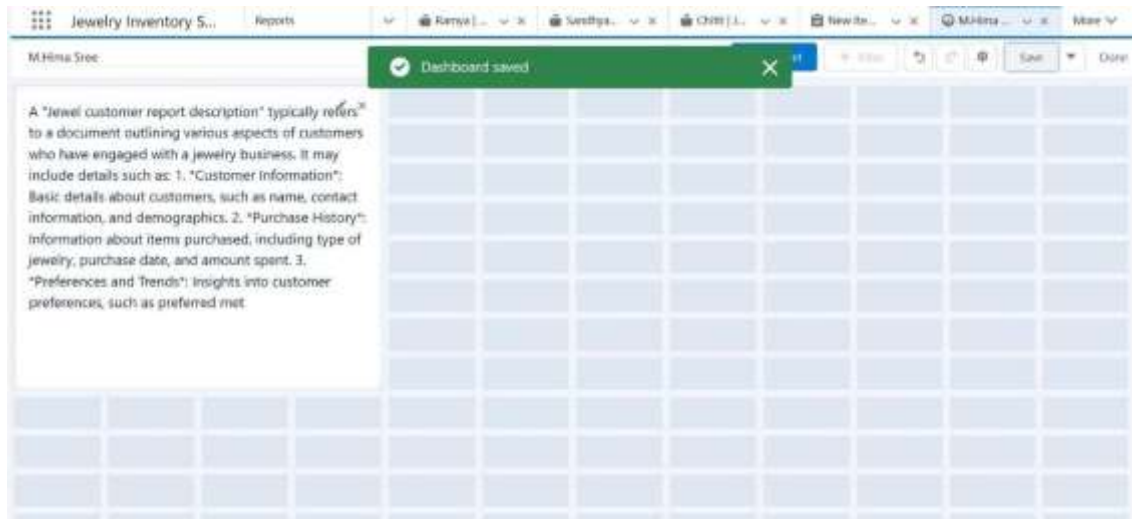 Jewelry Inventory S...
Reports
Ramya |...
Sandhya...
Chitti | J...
New Ite...
M.Hima ...
More
M.Hima Sree
Dashboard saved
Save
Done
A "Jewel customer report description" typically refers
to a document outlining various aspects of customers
who have engaged with a jewelry business. It may
include details such as: 1. *Customer Information*:
Basic details about customers, such as name, contact
information, and demographics. 2. *Purchase History*:
Information about items purchased, including type of
jewelry, purchase date, and amount spent. 3.
*Preferences and Trends*: Insights into customer
preferences, such as preferred met